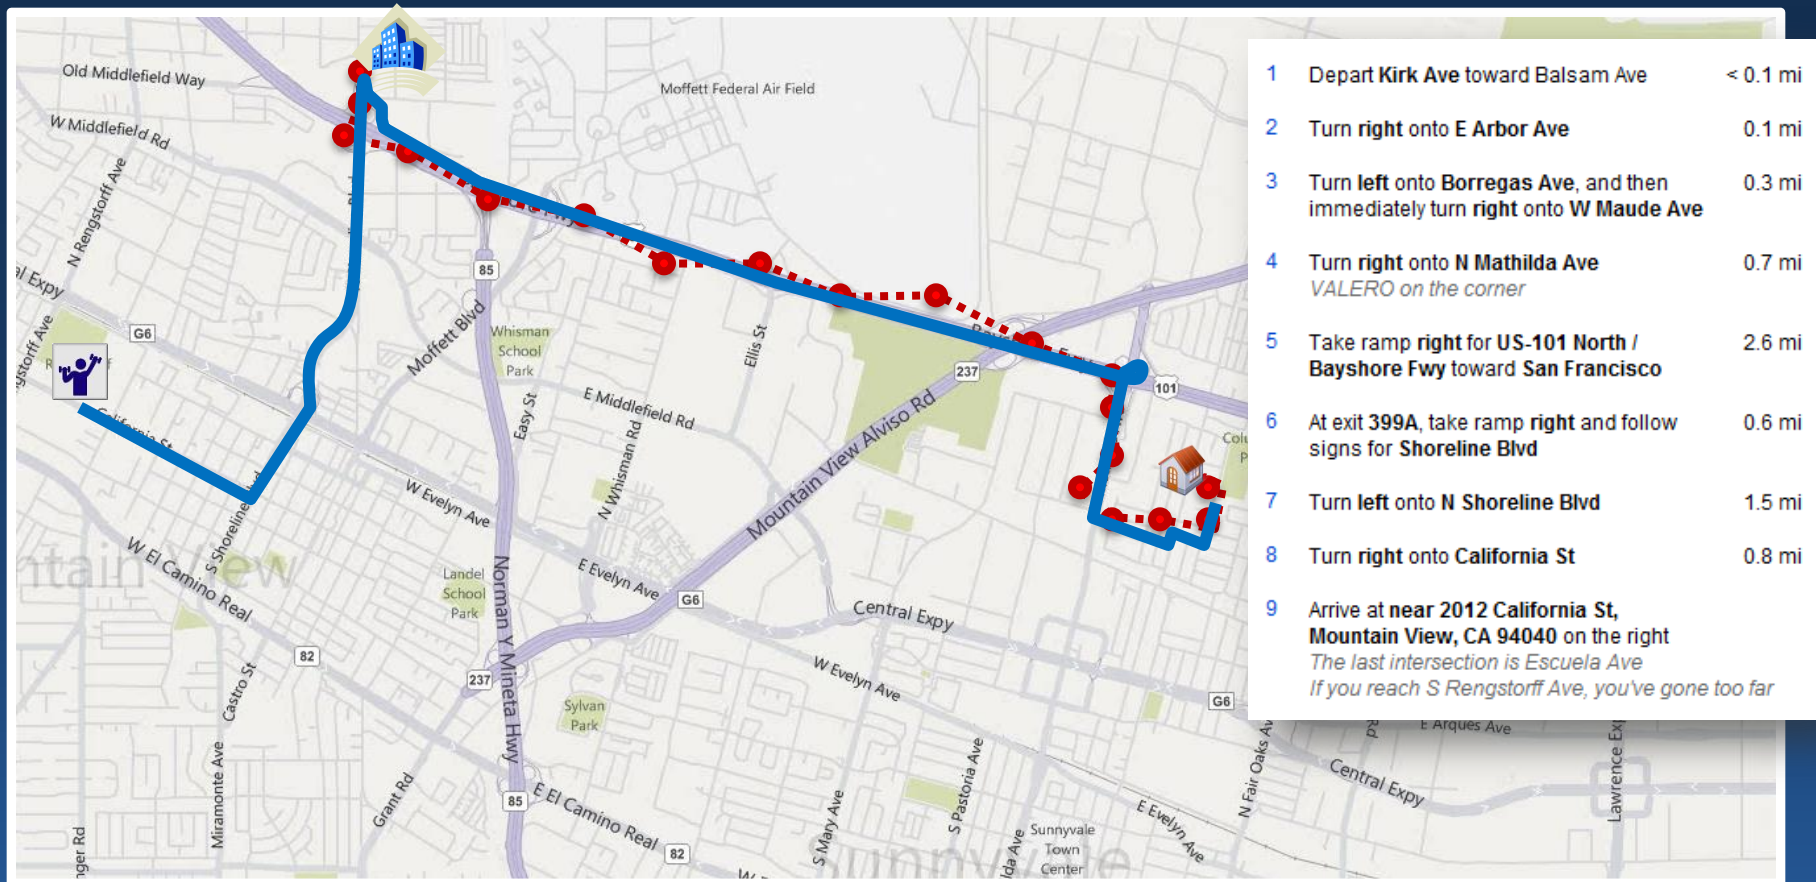 Old Middlefield Way
W Middlefield Rd
N Rengstorff Ave
Moffett Federal Air Field
al Expy
G6
85
Moffett Blvd
Whisman
School
Park
Ellis St
237
101
E Middlefield Rd
Easy St
N Whisman Rd
Mountain View Alviso Rd
California St
W Evelyn Ave
S Shoreline
W El Camino Real
ntain View
E Evelyn Ave
G6
Central Expy
Landel
School
Park
Norman Y Mineta Hwy
82
237
Castro St
W Evelyn Ave
Sylvan
Park
G6
Miramonte Ave
Grant Rd
85
E El Camino Real
82
S Mary Ave
S Pastoria Ave
Sunnyvale
Sunnyvale
Town
Center
E Evelyn Ave
N Fair Oaks Av
E Arques Ave
Central Expy
Lawrence Exp
nger Rd
lda Ave
1 Depart Kirk Ave toward Balsam Ave < 0.1 mi
2 Turn right onto E Arbor Ave 0.1 mi
3 Turn left onto Borregas Ave, and then 0.3 mi
immediately turn right onto W Maude Ave
4 Turn right onto N Mathilda Ave 0.7 mi
VALERO on the corner
5 Take ramp right for US-101 North / 2.6 mi
Bayshore Fwy toward San Francisco
6 At exit 399A, take ramp right and follow 0.6 mi
signs for Shoreline Blvd
7 Turn left onto N Shoreline Blvd 1.5 mi
8 Turn right onto California St 0.8 mi
9 Arrive at near 2012 California St,
Mountain View, CA 94040 on the right
The last intersection is Escuela Ave
If you reach S Rengstorff Ave, you've gone too far